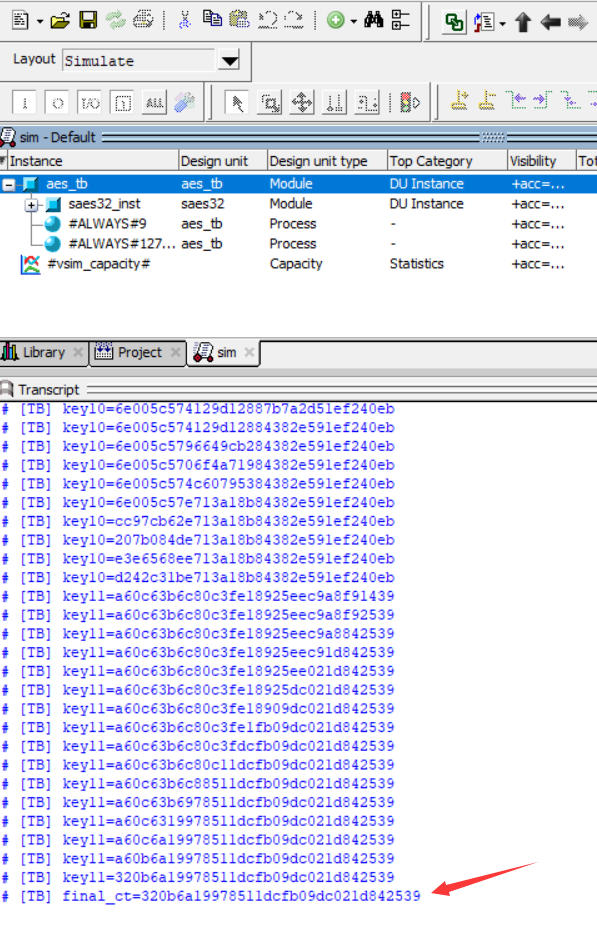 Layout Simulate
I O I/O ALL
sim - Default
Instance Design unit Design unit type Top Category Visibility Tot
aes_tb aes_tb Module DU Instance +acc=...
saes32_inst saes32 Module DU Instance +acc=...
#ALWAYS#9 aes_tb Process - +acc=...
#ALWAYS#127... aes_tb Process - +acc=...
#vsim_capacity# Capacity Statistics +acc=...
Library Project sim
Transcript
# [TB] key10=6e005c574129d12887b7a2d51ef240eb
# [TB] key10=6e005c574129d12884382e591ef240eb
# [TB] key10=6e005c5796649cb284382e591ef240eb
# [TB] key10=6e005c5706f4a71984382e591ef240eb
# [TB] key10=6e005c574c60795384382e591ef240eb
# [TB] key10=6e005c57e713a18b84382e591ef240eb
# [TB] key10=cc97cb62e713a18b84382e591ef240eb
# [TB] key10=207b084de713a18b84382e591ef240eb
# [TB] key10=e3e6568ee713a18b84382e591ef240eb
# [TB] key10=d242c31be713a18b84382e591ef240eb
# [TB] key11=a60c63b6c80c3fe18925eec9a8f91439
# [TB] key11=a60c63b6c80c3fe18925eec9a8f92539
# [TB] key11=a60c63b6c80c3fe18925eec9a8842539
# [TB] key11=a60c63b6c80c3fe18925eec91d842539
# [TB] key11=a60c63b6c80c3fe18925ee021d842539
# [TB] key11=a60c63b6c80c3fe18925dc021d842539
# [TB] key11=a60c63b6c80c3fe18909dc021d842539
# [TB] key11=a60c63b6c80c3fe1fb09dc021d842539
# [TB] key11=a60c63b6c80c3fdcfb09dc021d842539
# [TB] key11=a60c63b6c80c11dcfb09dc021d842539
# [TB] key11=a60c63b6c88511dcfb09dc021d842539
# [TB] key11=a60c63b6978511dcfb09dc021d842539
# [TB] key11=a60c6319978511dcfb09dc021d842539
# [TB] key11=a60c6a19978511dcfb09dc021d842539
# [TB] key11=a60b6a19978511dcfb09dc021d842539
# [TB] key11=320b6a19978511dcfb09dc021d842539
# [TB] final_ct=320b6a19978511dcfb09dc021d842539